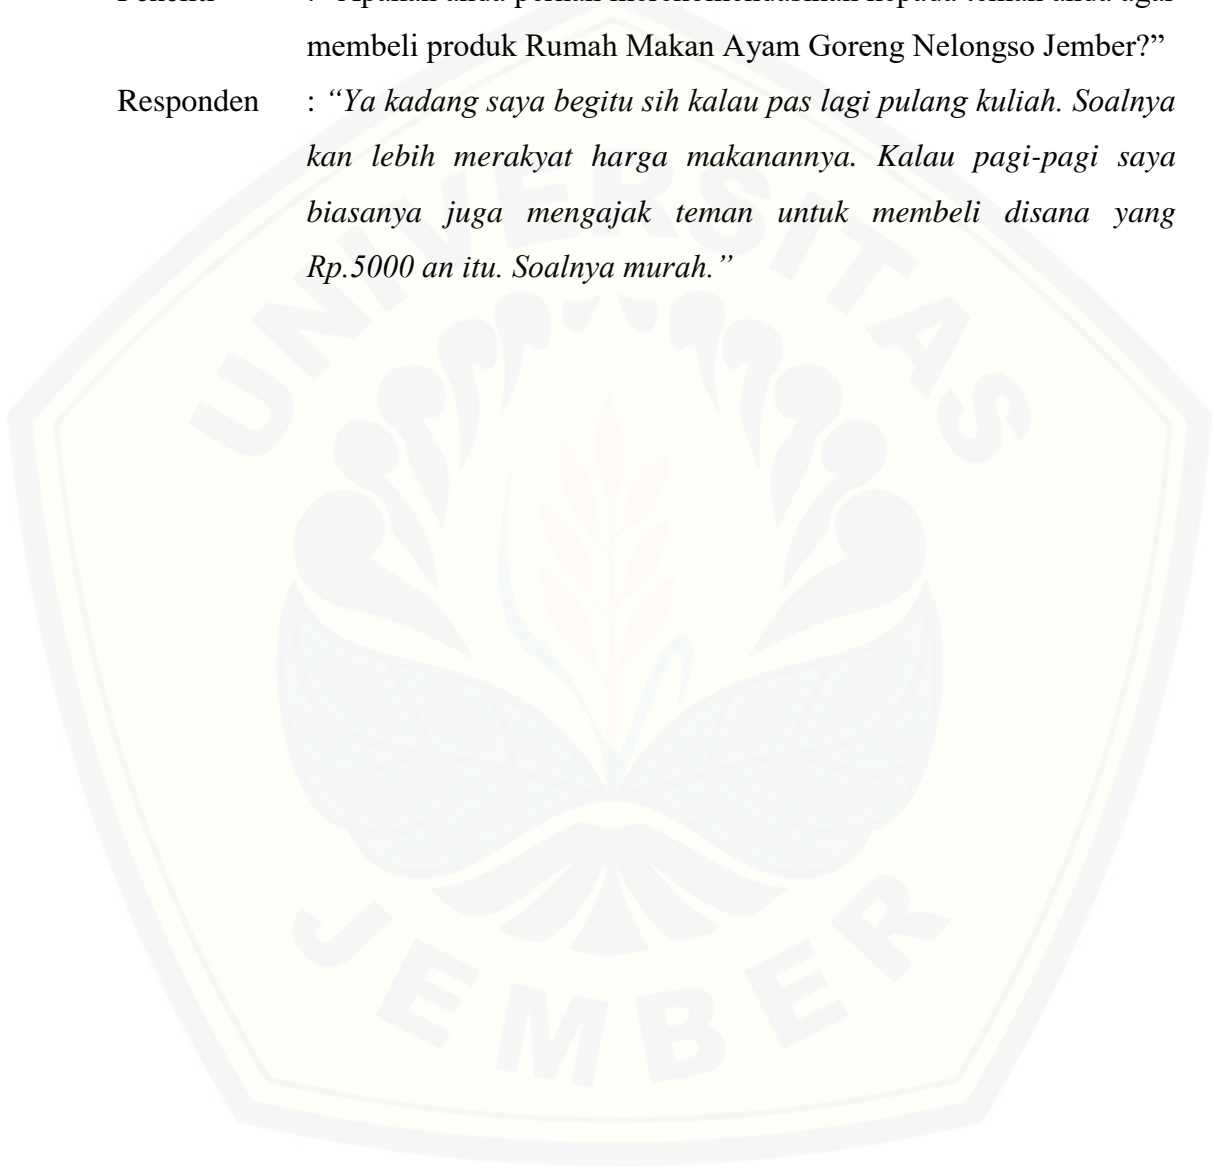 membeli produk Rumah Makan Ayam Goreng Nelongso Jember?”
Responden : “Ya kadang saya begitu sih kalau pas lagi pulang kuliah. Soalnya
kan lebih merakyat harga makanannya. Kalau pagi-pagi saya
biasanya juga mengajak teman untuk membeli disana yang
Rp.5000 an itu. Soalnya murah.”
UNIVERSITAS
JEMBER